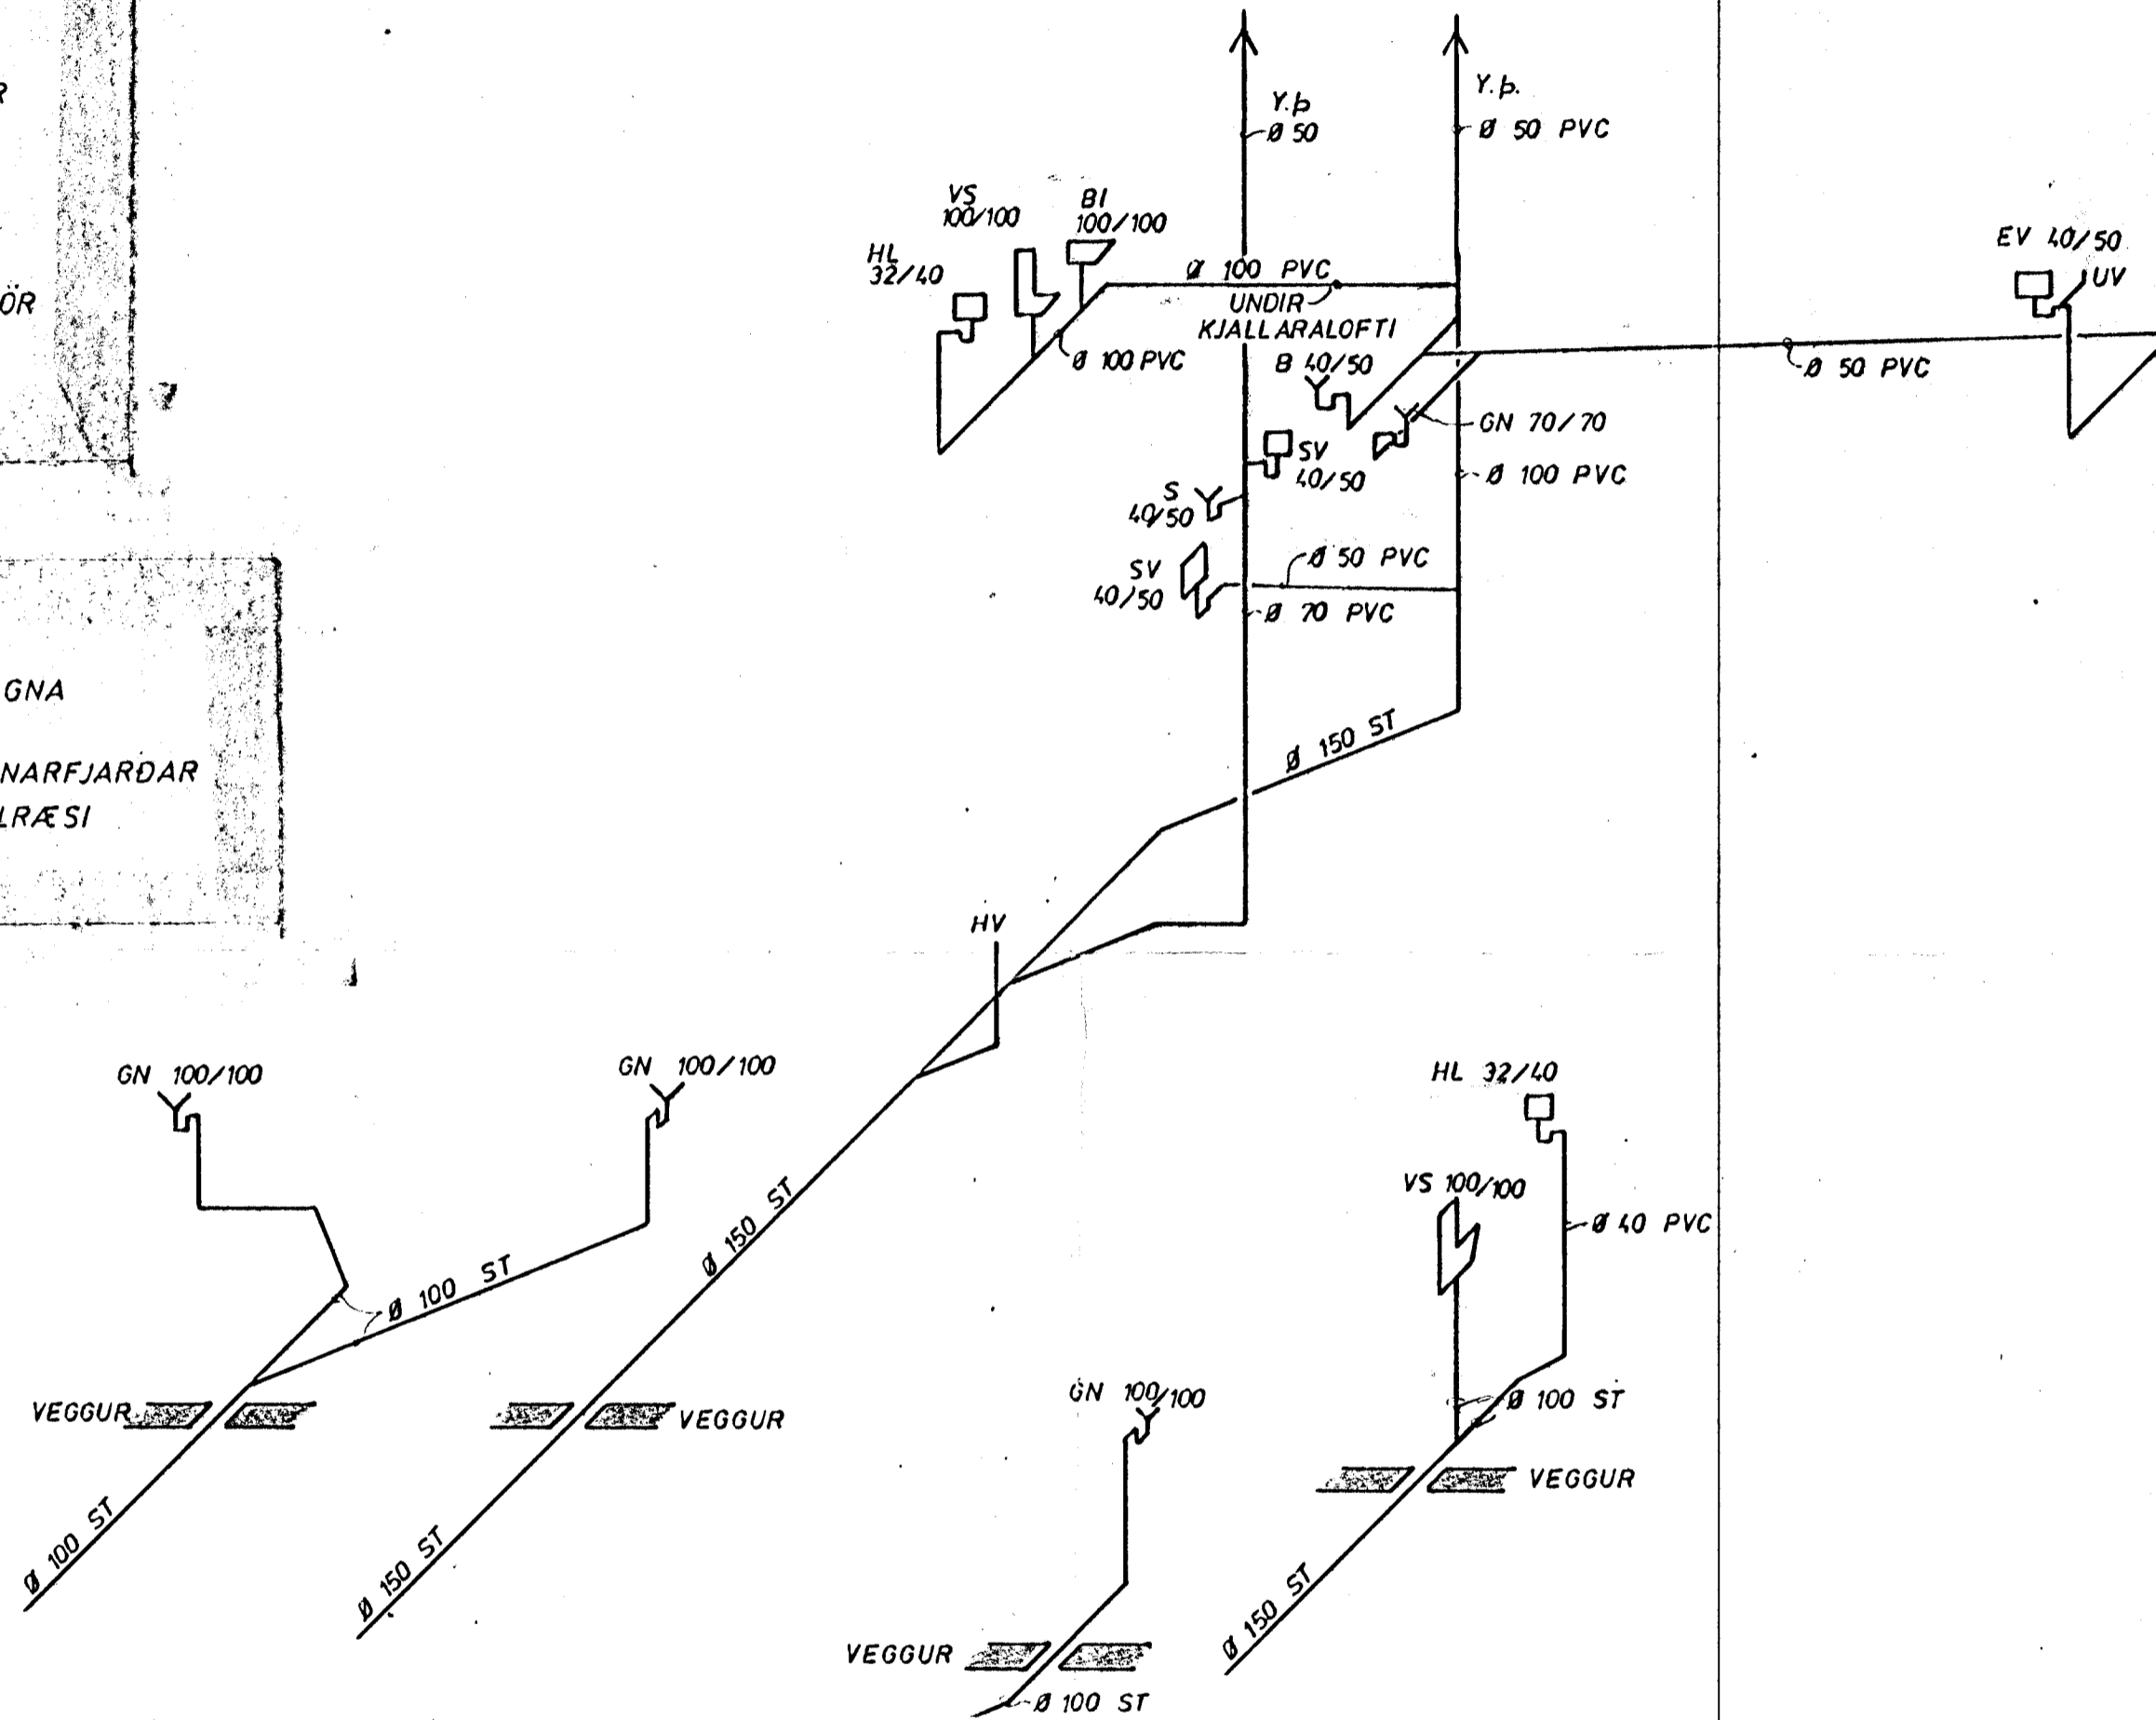 R
ÖR
GNA
NARFJARÐAR
LRÆSI
Y.Þ
Ø 50
Y.Þ.
Ø 50 PVC
VS
100/100
BI
100/100
HL
32/40
Ø 100 PVC
UNDIR
KJALLARALOFTI
Ø 100 PVC
B 40/50
EV 40/50
UV
Ø 50 PVC
GN 70/70
SV
40/50
Ø 100 PVC
S
40/50
Ø 50 PVC
SV
40/50
Ø 70 PVC
Ø 150 ST
HV
GN 100/100
GN 100/100
HL 32/40
VS 100/100
Ø 40 PVC
Ø 150 ST
Ø 100 ST
GN 100/100
Ø 100 ST
VEGGUR
VEGGUR
VEGGUR
Ø 100 ST
Ø 150 ST
Ø 150 ST
VEGGUR
Ø 100 ST